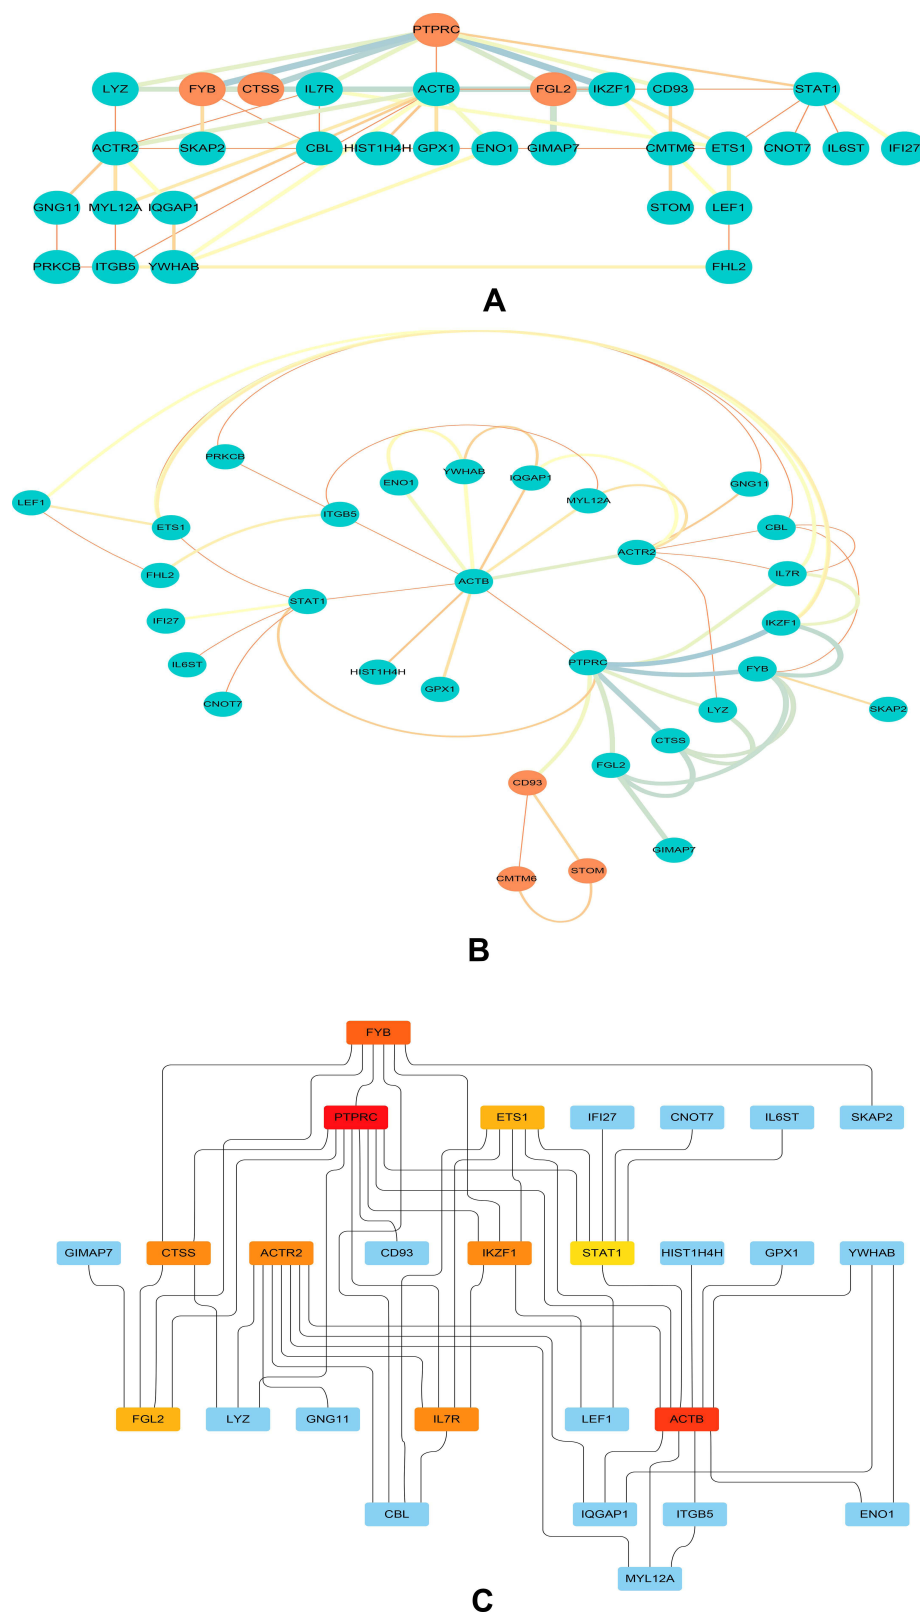 PTPRC
LYZ FYB CTSS IL7R ACTB FGL2 IKZF1 CD93 STAT1
ACTR2 SKAP2 CBL HIST1H4H GPX1 ENO1 GIMAP7 CMTM6 ETS1 CNOT7 IL6ST IFI27
GNG11 MYL12A IQGAP1 STOM LEF1
PRKCB ITGB5 YWHAB FHL2
A
PRKCB
ENO1
YWHAB
IQGAP1
GNG11
LEF1
MYL12A
ITGB5
ETS1
CBL
ACTR2
FHL2
ACTB
IL7R
STAT1
IFI27
IKZF1
IL6ST
HIST1H4H
PTPRC
FYB
GPX1
CNOT7
LYZ
SKAP2
CTSS
FGL2
CD93
GIMAP7
STOM
CMTM6
B
FYB
PTPRC ETS1 IFI27 CNOT7 IL6ST SKAP2
GIMAP7 CTSS ACTR2 CD93 IKZF1 STAT1 HIST1H4H GPX1 YWHAB
FGL2 LYZ GNG11 IL7R LEF1 ACTB
CBL IQGAP1 ITGB5 ENO1
MYL12A
C